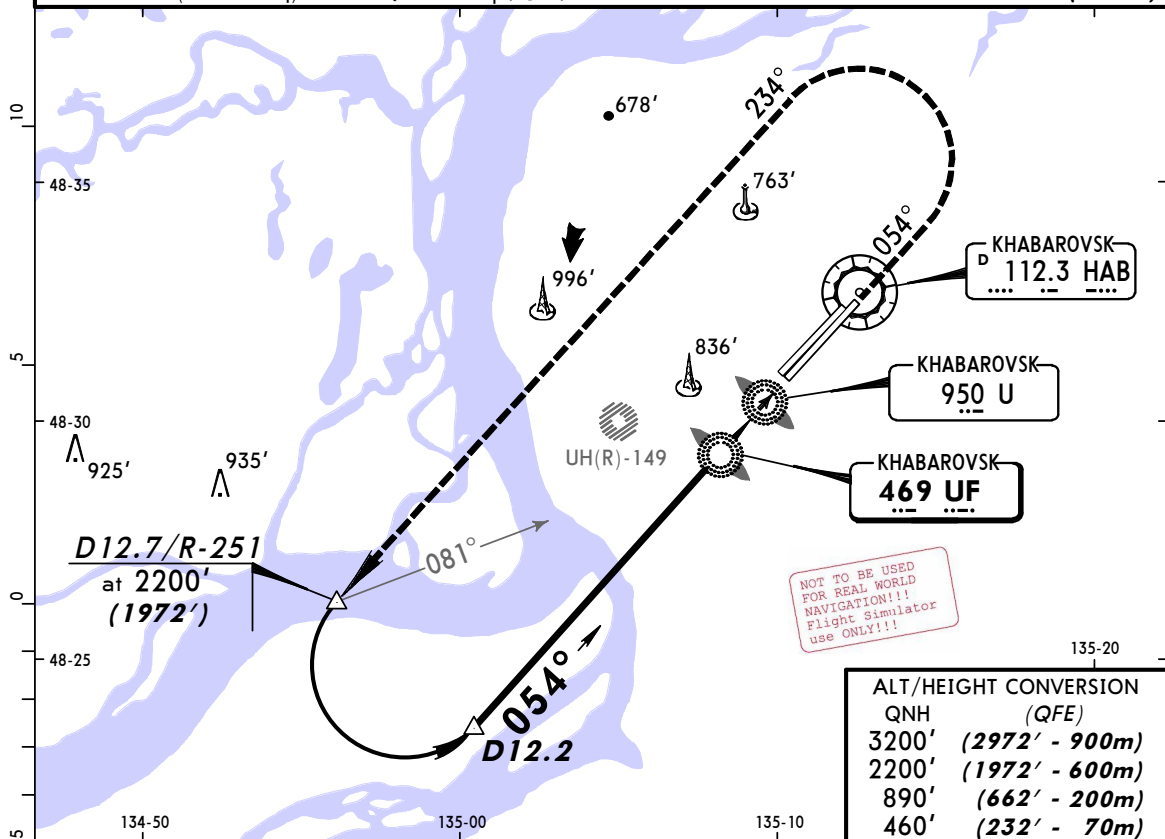 10
678'
234°
48-35
763'
054°
KHABAROVSK
D 112.3 HAB
996'
5
836'
KHABAROVSK
950 U
48-30
UH(R)-149
925'
935'
KHABAROVSK
469 UF
D12.7/R-251
at 2200'
(1972')
081°
NOT TO BE USED
FOR REAL WORLD
NAVIGATION!!!
Flight Simulator
use ONLY!!!
0
48-25
135-20
054°
D12.2
ALT/HEIGHT CONVERSION
QNH (QFE)
3200' (2972' - 900m)
2200' (1972' - 600m)
890' (662' - 200m)
460' (232' - 70m)
5
134-50
135-00
135-10